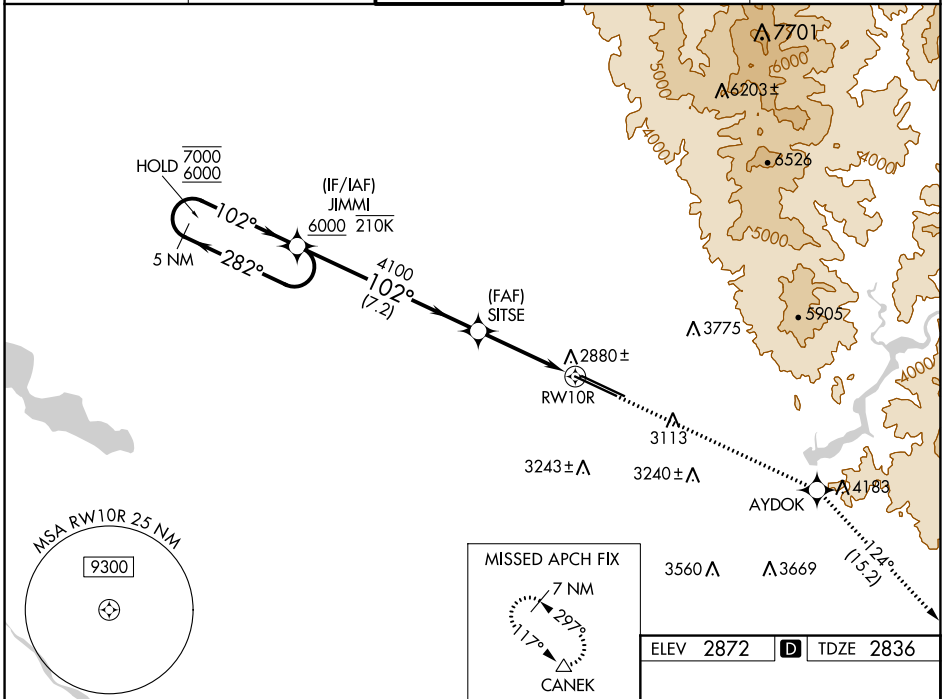 7701
6000
5000
6203±
4000
6526
4000
HOLD 7000
6000
(IF/IAF)
JIMMI
6000 210K
102°
5 NM
282°
4100
102°
(7.2)
5000
(FAF)
SITSE
5905
3775
2880±
RW10R
4000
3113
3243±
3240±
AYDOK
4183
124°
(15.2)
MSA RW10R 25 NM
9300
MISSED APCH FIX
7 NM
297°
117°
CANEK
3560
3669
ELEV 2872 D TDZE 2836